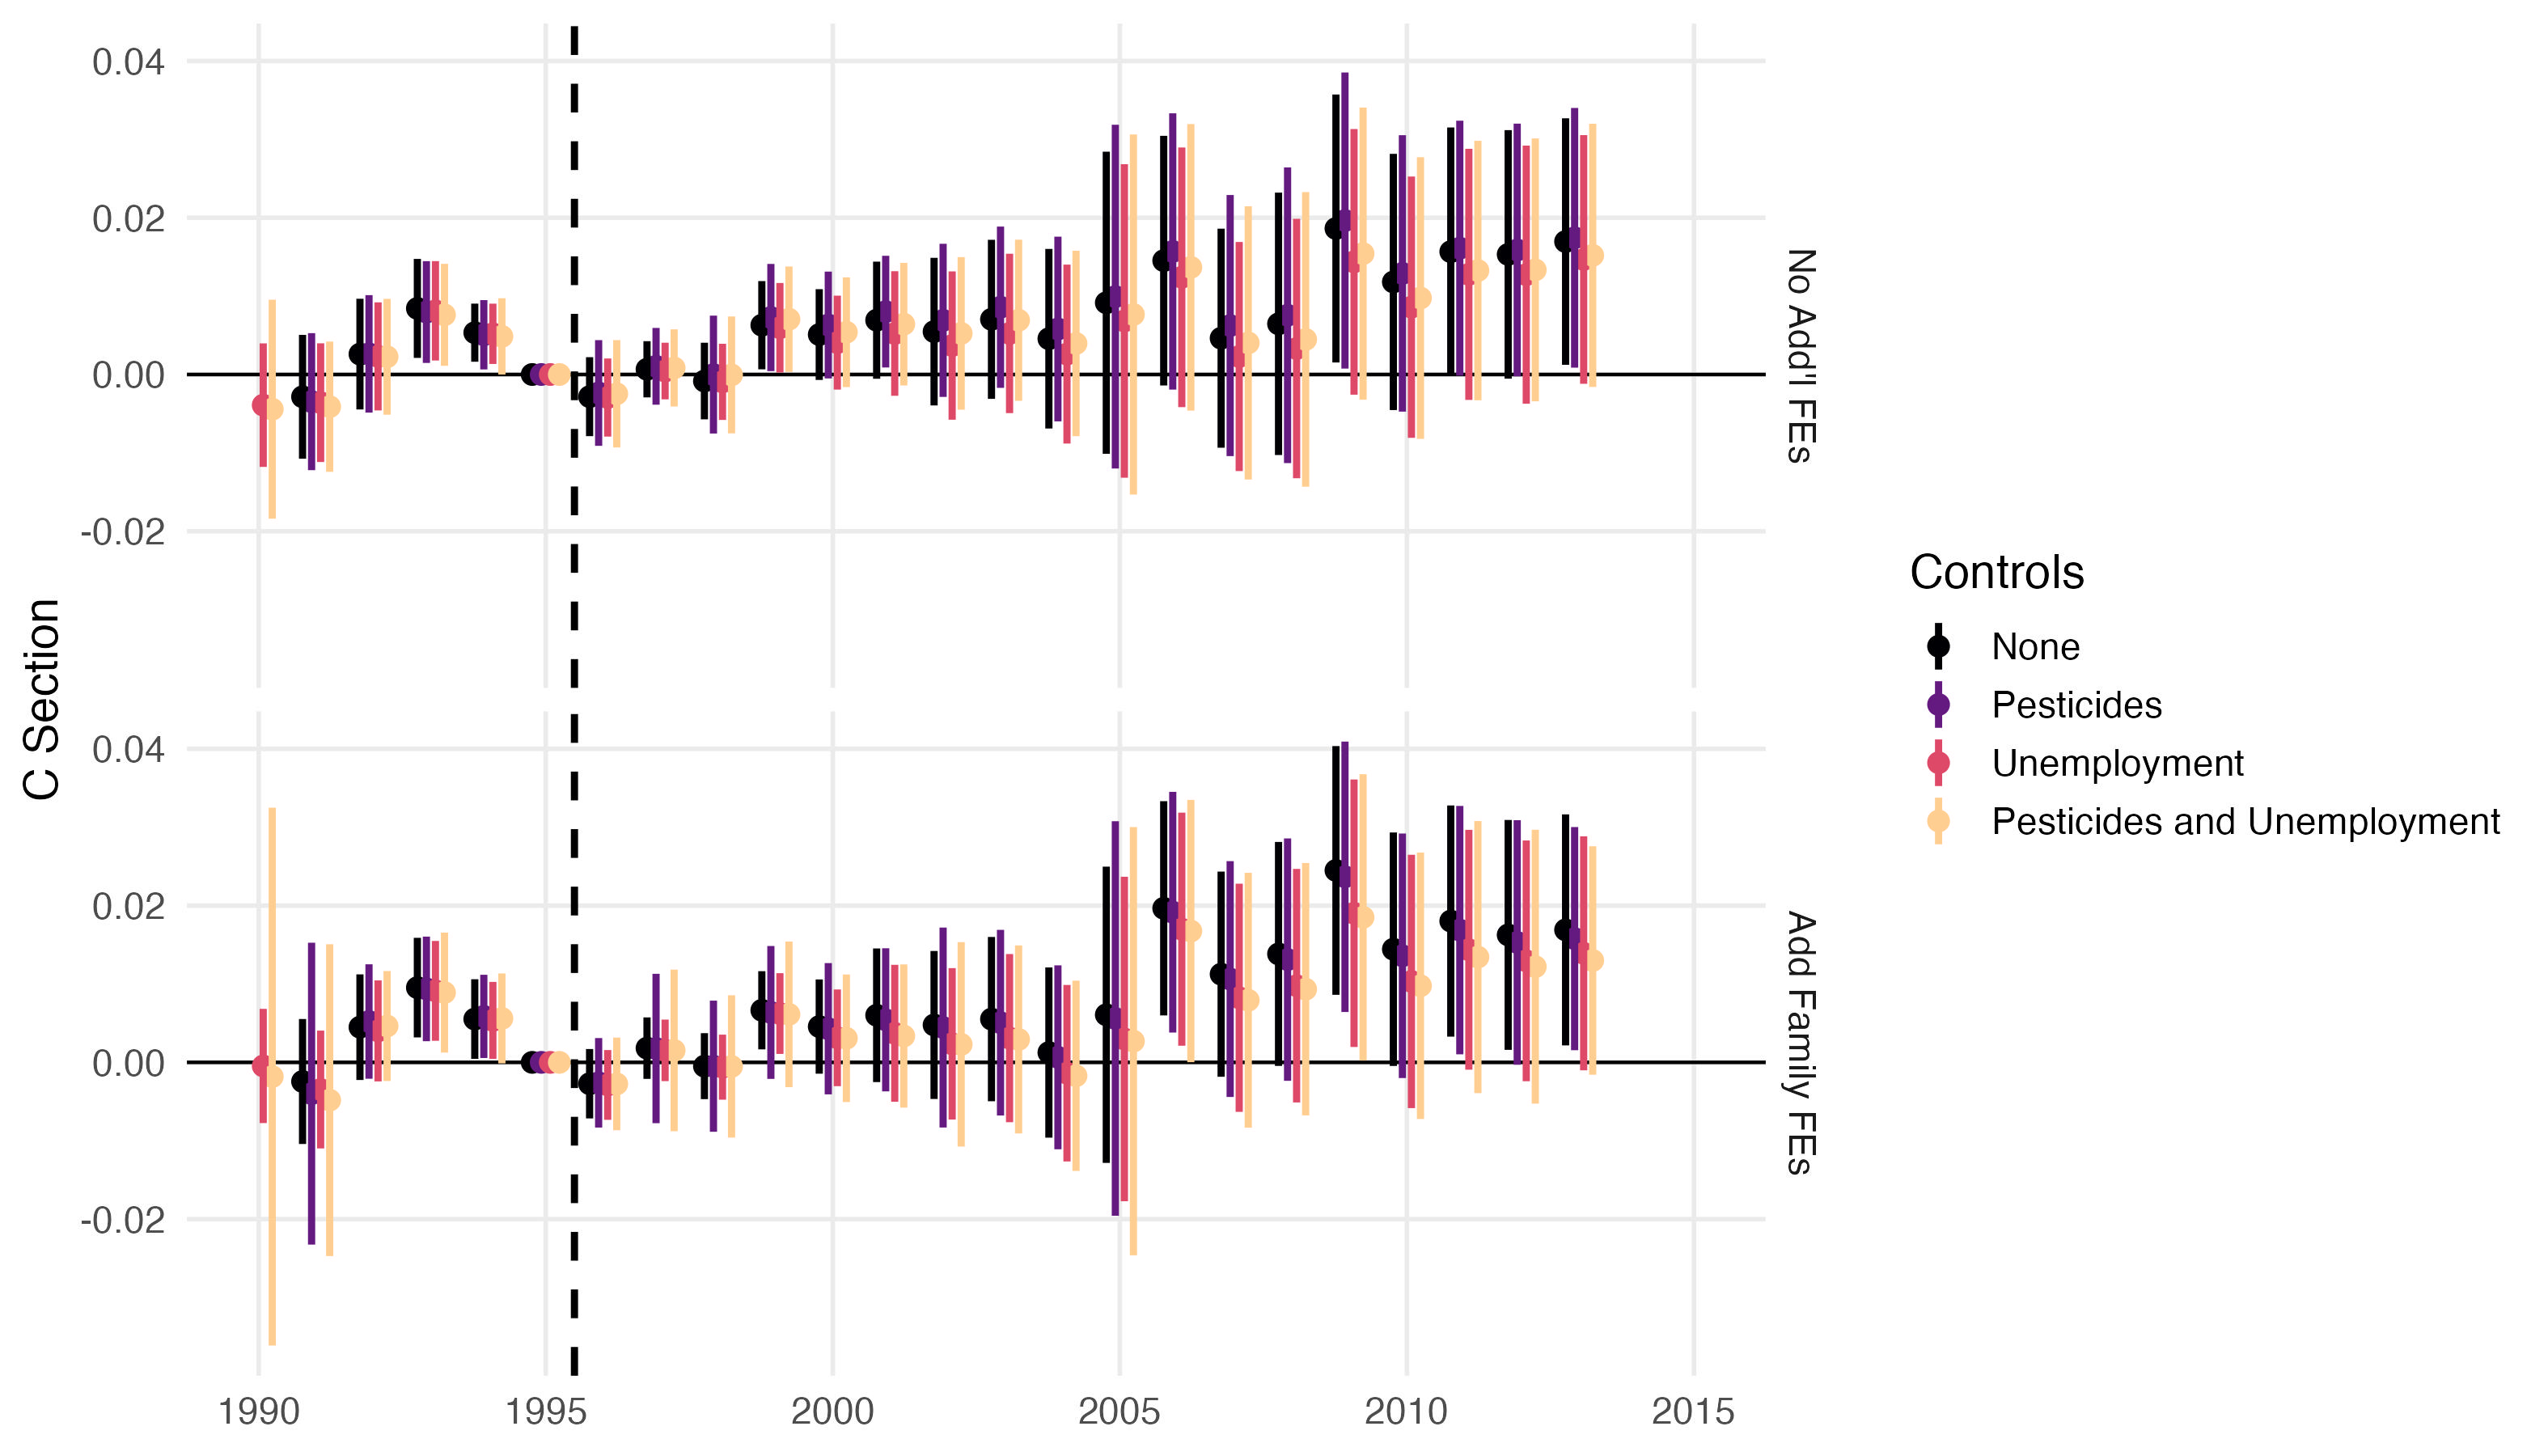 C Section
0.04
0.02
0.00
-0.02
No Add'l FEs
0.04
0.02
0.00
-0.02
Add Family FEs
1990 1995 2000 2005 2010 2015
Controls
None
Pesticides
Unemployment
Pesticides and Unemployment